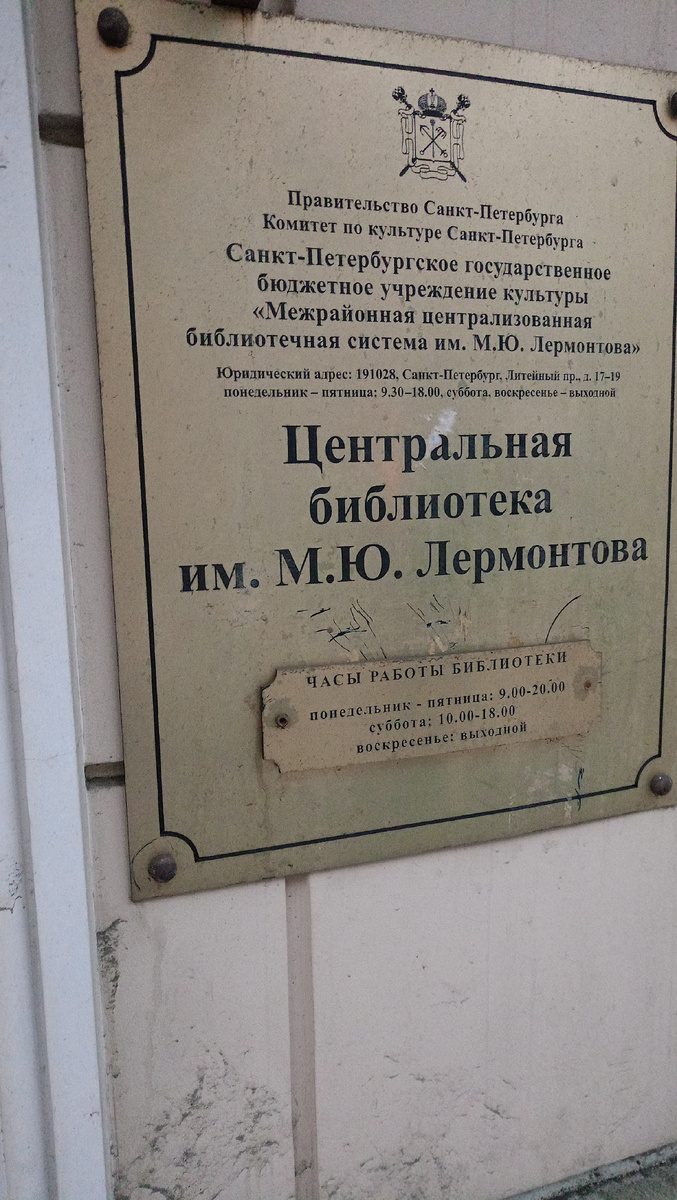 Правительство Санкт-Петербурга
Комитет по культуре Санкт-Петербурга
Санкт-Петербургское государственное
бюджетное учреждение культуры
«Межрайонная централизованная
библиотечная система им. М.Ю. Лермонтова»
Юридический адрес: 191028, Санкт-Петербург, Литейный пр., д. 17–19
понедельник – пятница: 9.30–18.00, суббота, воскресенье – выходной
Центральная
библиотека
им. М.Ю. Лермонтова
ЧАСЫ РАБОТЫ БИБЛИОТЕКИ
понедельник - пятница: 9.00-20.00
суббота: 10.00-18.00
воскресенье: выходной